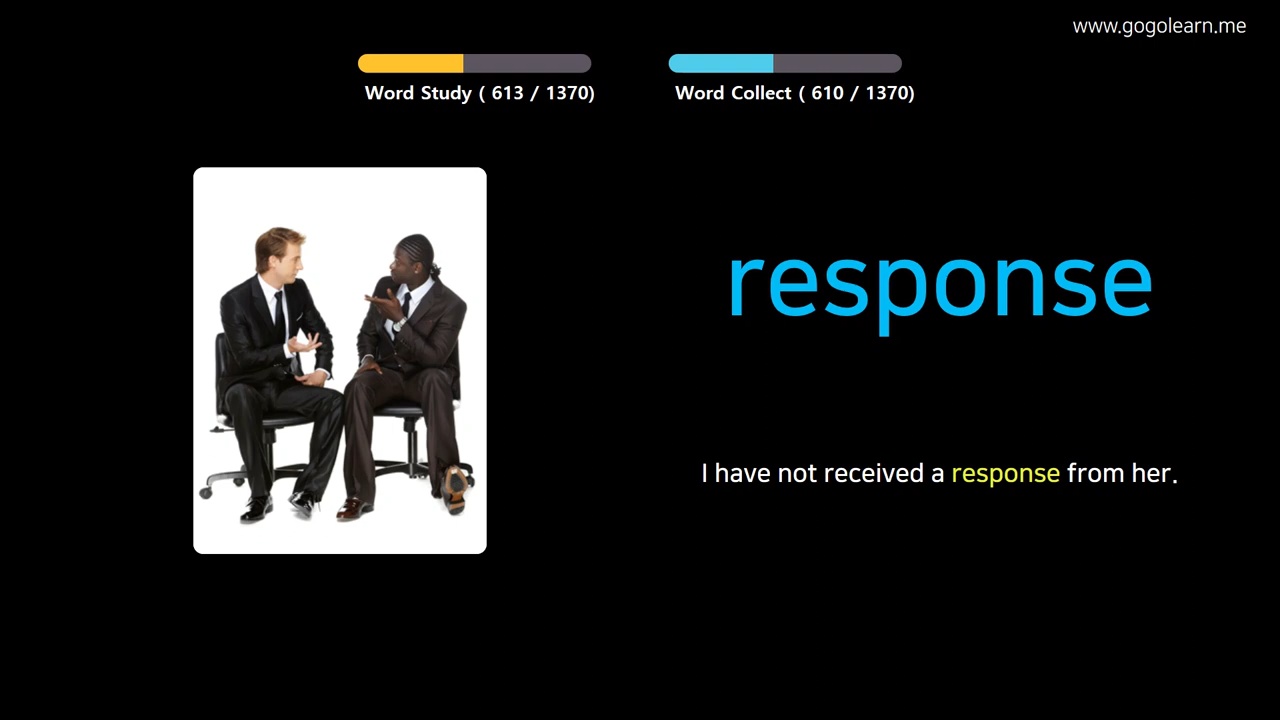 www.gogolearn.me
Word Study ( 613 / 1370)
Word Collect ( 610 / 1370)
response
I have not received a response from her.